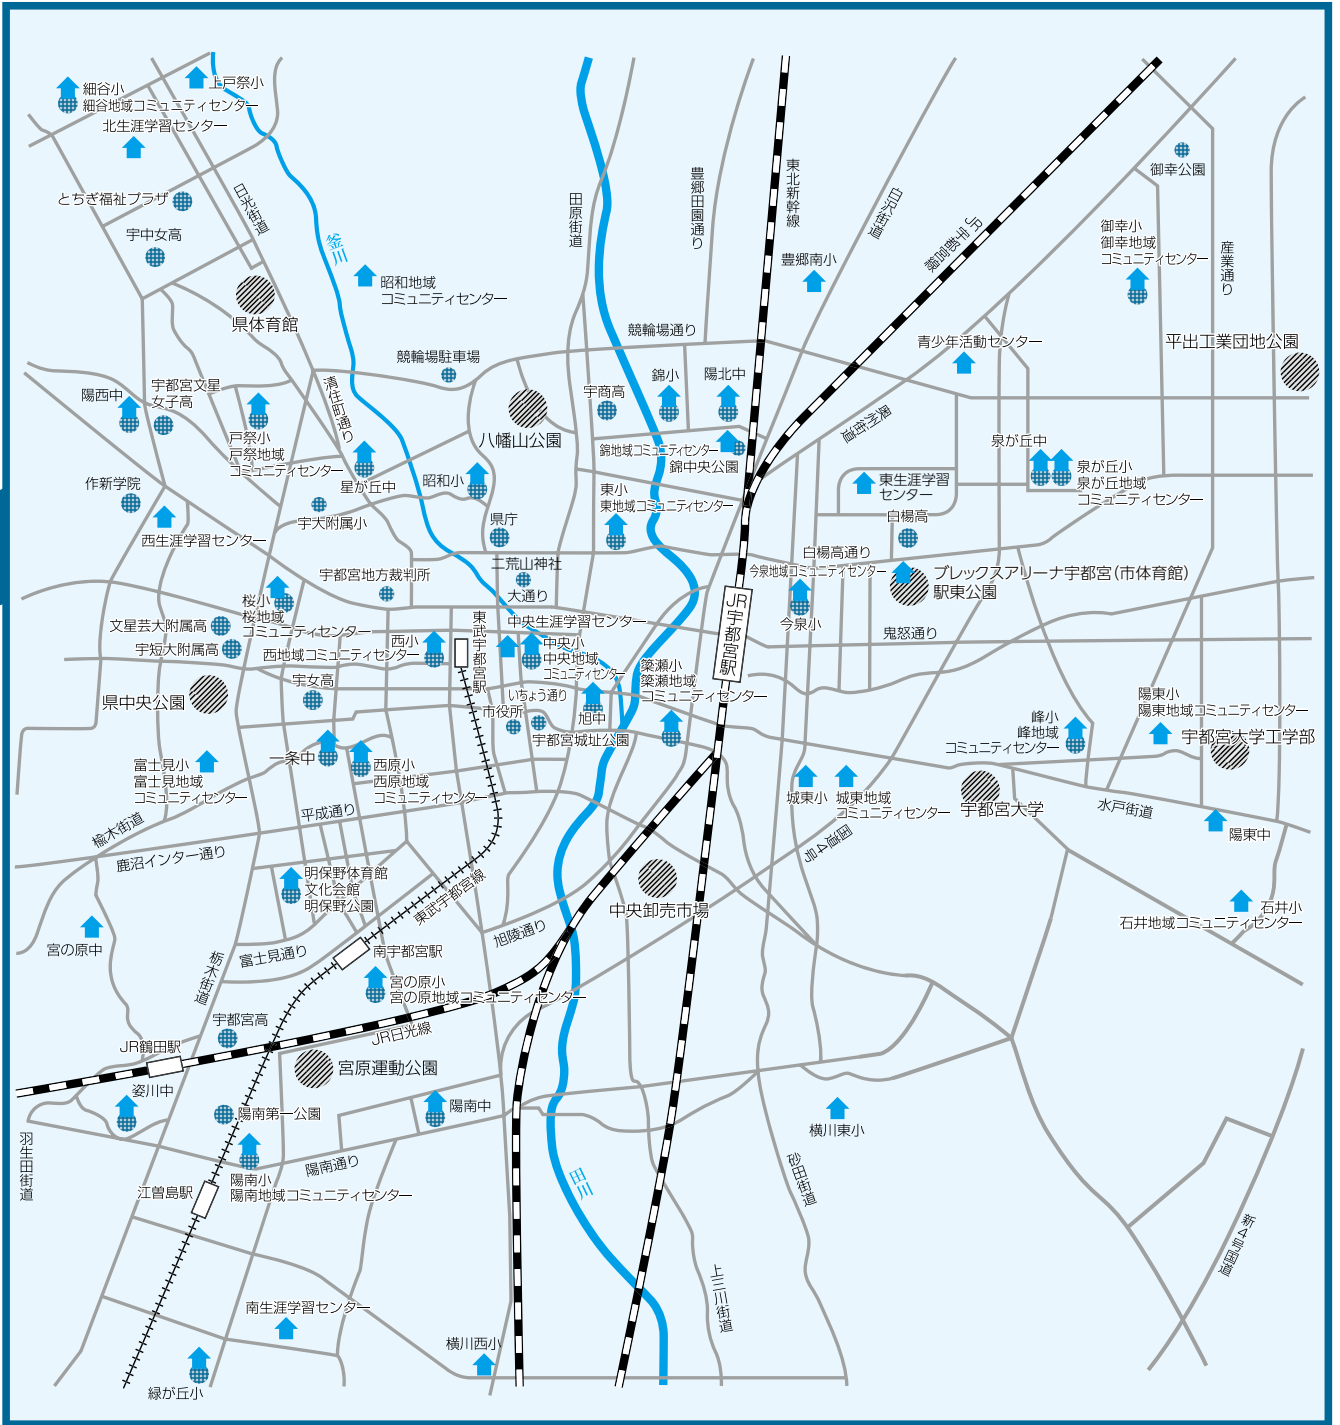 細谷小
細谷地域コミュニティセンター
上戸祭小
北生涯学習センター
とちぎ福祉プラザ
宇中女高
日光街道
釜川
県体育館
昭和地域
コミュニティセンター
田原街道
豊郷田園通り
東北新幹線
白沢街道
JR宇都宮線
御幸公園
御幸小
御幸地域
コミュニティセンター
産業通り
豊郷南小
競輪場通り
競輪場駐車場
青少年活動センター
平出工業団地公園
陽西中
宇都宮文星
女子高
清住町通り
戸祭小
戸祭地域
コミュニティセンター
八幡山公園
宇商高
錦小
陽北中
錦地域コミュニティセンター
錦中央公園
奥州街道
泉が丘中
泉が丘小
泉が丘地域
コミュニティセンター
作新学院
西生涯学習センター
星が丘中
昭和小
宇大附属小
県庁
東小
東地域コミュニティセンター
東生涯学習
センター
白楊高
白楊高通り
今泉地域コミュニティセンター
今泉小
ブレックスアリーナ宇都宮(市体育館)
駅東公園
二荒山神社
大通り
宇都宮地方裁判所
桜小
桜地域
コミュニティセンター
文星芸大附属高
宇短大附属高
西小
西地域コミュニティセンター
東武宇都宮駅
中央生涯学習センター
中央小
中央地域
コミュニティセンター
JR宇都宮駅
鬼怒通り
簗瀬小
簗瀬地域
コミュニティセンター
県中央公園
宇女高
いちょう通り
市役所
旭中
宇都宮城址公園
陽東小
陽東地域コミュニティセンター
宇都宮大学工学部
峰小
峰地域
コミュニティセンター
富士見小
富士見地域
コミュニティセンター
一条中
西原小
西原地域
コミュニティセンター
城東小
城東地域
コミュニティセンター
宇都宮大学
水戸街道
陽東中
平成通り
楡木街道
鹿沼インター通り
国道4号
明保野体育館
文化会館
明保野公園
東武宇都宮線
中央卸売市場
石井小
石井地域コミュニティセンター
宮の原中
富士見通り
旭陵通り
南宇都宮駅
栃木街道
宮の原小
宮の原地域コミュニティセンター
宇都宮高
JR日光線
JR鶴田駅
宮原運動公園
姿川中
陽南第一公園
陽南中
横川東小
羽生田街道
陽南小
陽南地域コミュニティセンター
陽南通り
江曽島駅
田川
砂田街道
新4号国道
上三川街道
南生涯学習センター
横川西小
緑が丘小